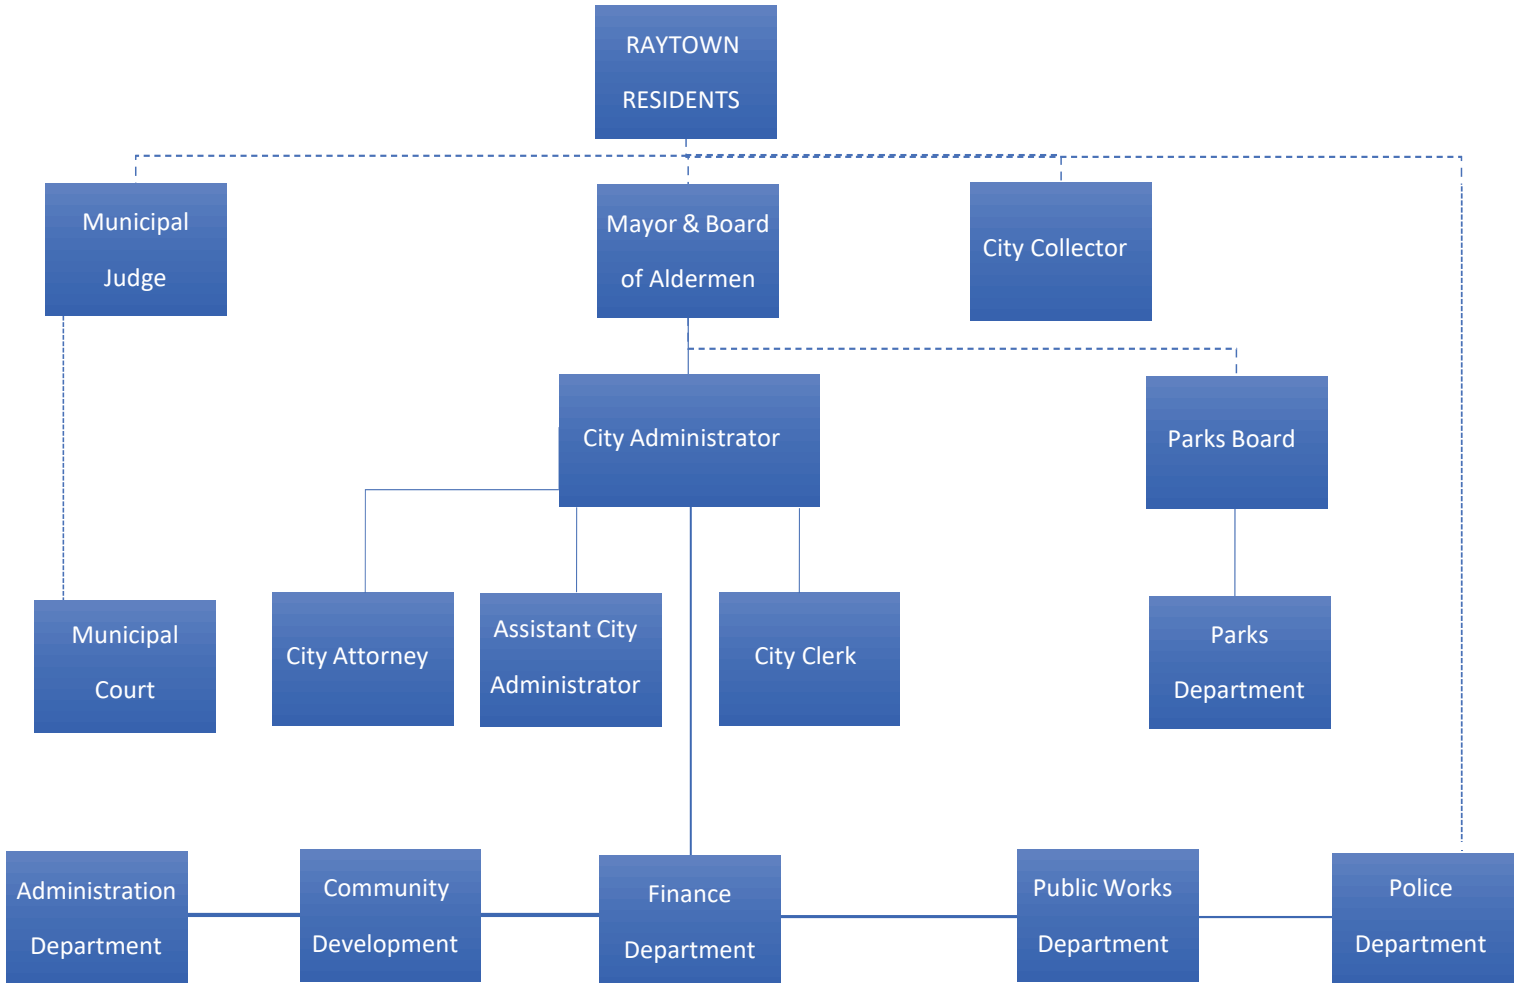 RAYTOWN
RESIDENTS
Municipal
Judge
Mayor & Board
of Aldermen
City Collector
City Administrator
Parks Board
Municipal
Court
City Attorney
Assistant City
Administrator
City Clerk
Parks
Department
Administration
Department
Community
Development
Finance
Department
Public Works
Department
Police
Department